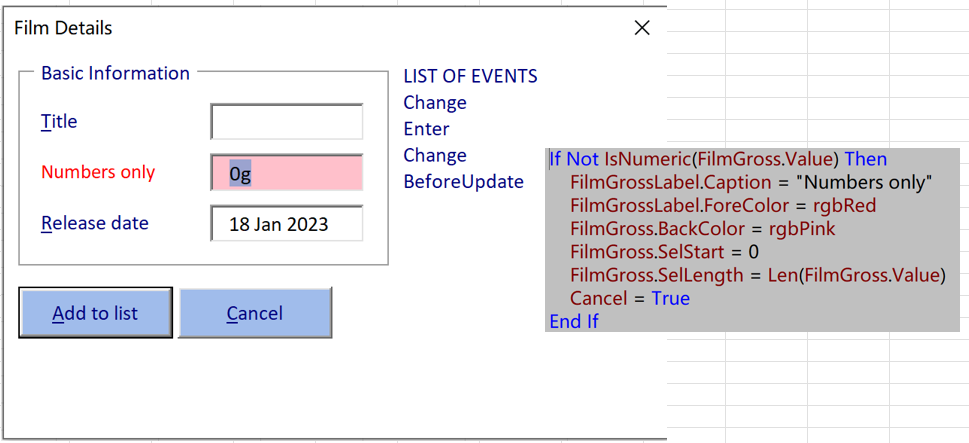 Film Details
Basic Information
Title
Numbers only
0g
Release date
18 Jan 2023
Add to list
Cancel
LIST OF EVENTS
Change
Enter
Change
BeforeUpdate
If Not IsNumeric(FilmGross.Value) Then
FilmGrossLabel.Caption = "Numbers only"
FilmGrossLabel.ForeColor = rgbRed
FilmGross.BackColor = rgbPink
FilmGross.SelStart = 0
FilmGross.SelLength = Len(FilmGross.Value)
Cancel = True
End If